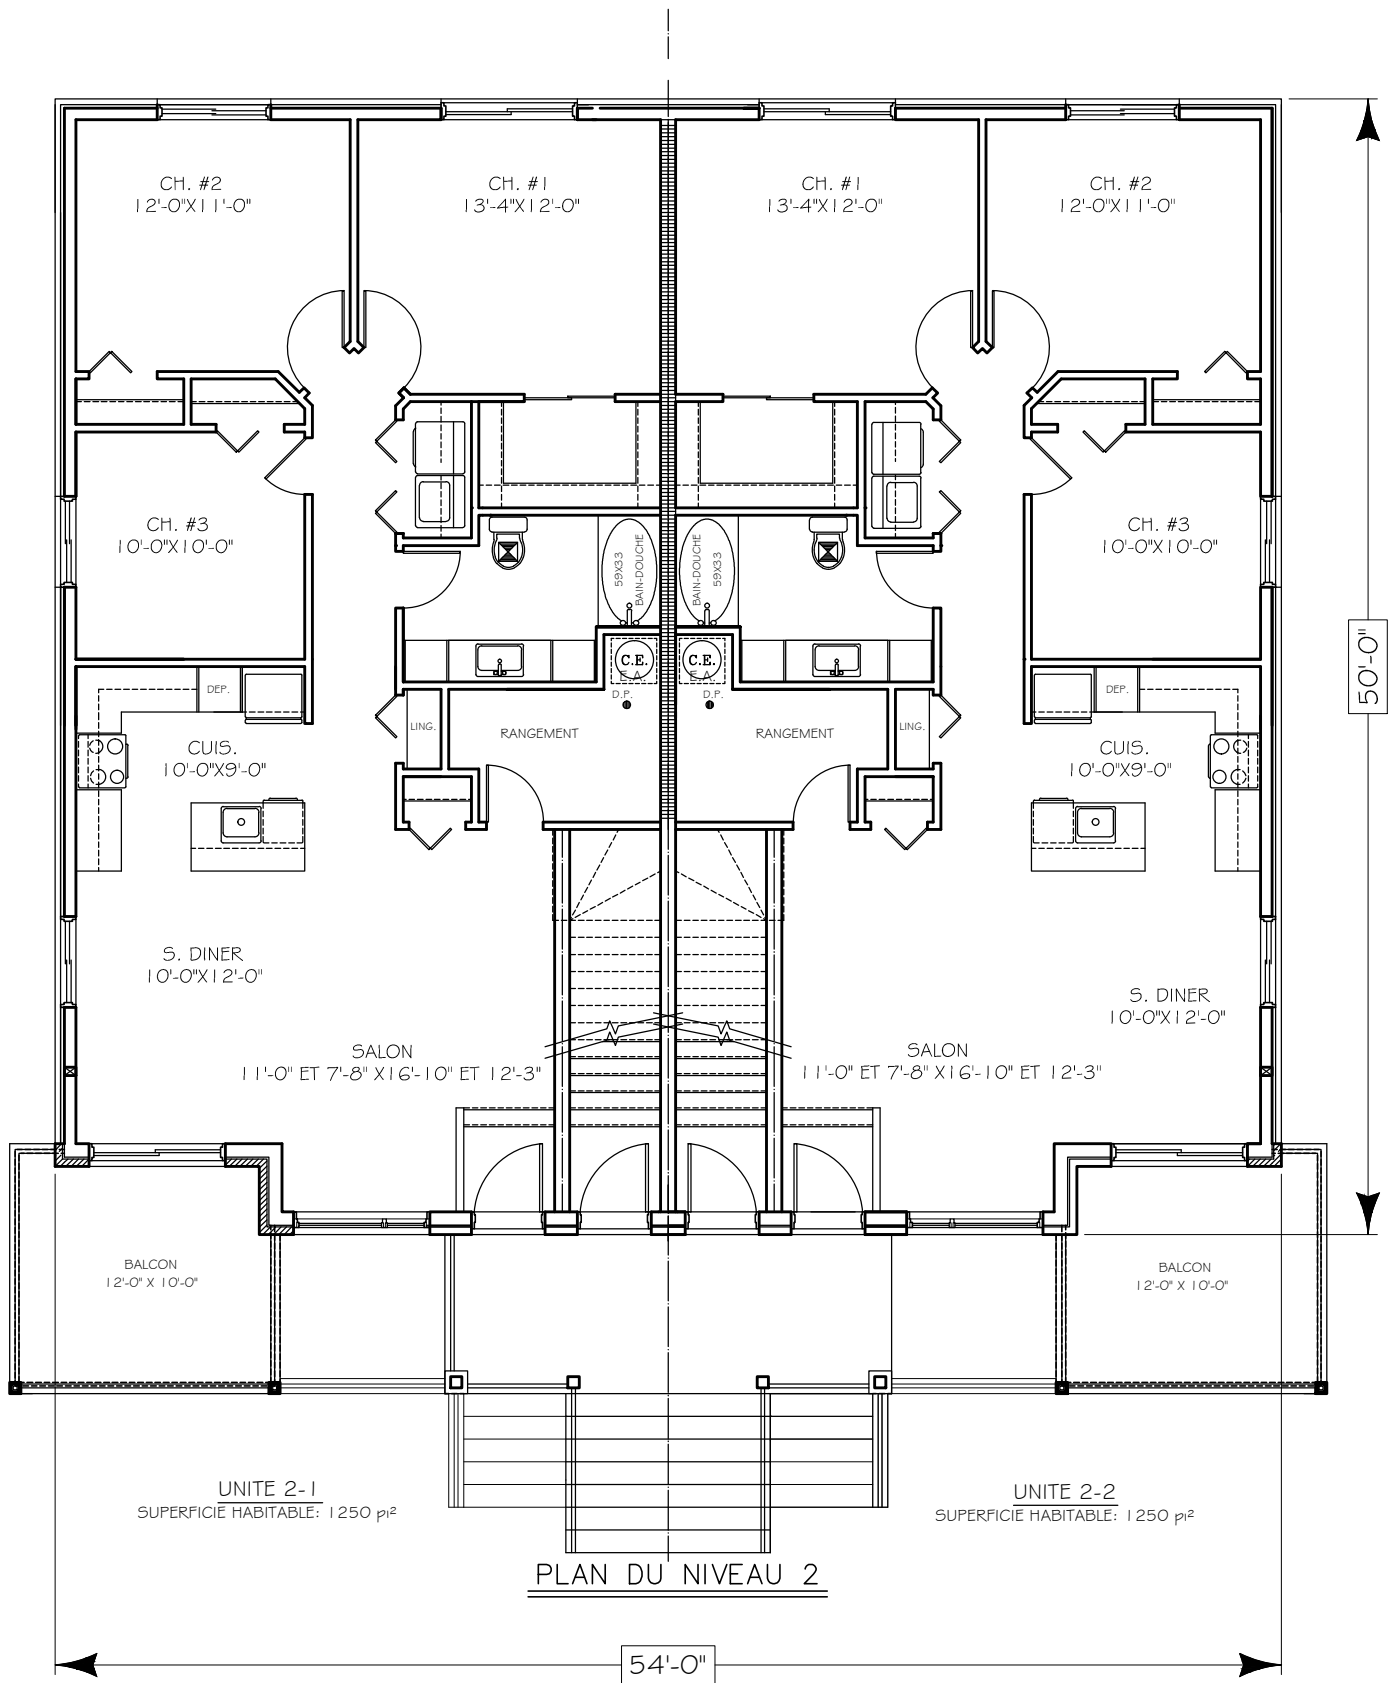 CH. #2
12'-0"X11'-0"
CH. #1
13'-4"X12'-0"
CH. #1
13'-4"X12'-0"
CH. #2
12'-0"X11'-0"
CH. #3
10'-0"X10'-0"
59X33
BAIN-DOUCHE
BAIN-DOUCHE
59X33
CH. #3
10'-0"X10'-0"
50'-0"
C.E.
E.A.
D.P.
C.E.
E.A.
D.P.
DEP.
DEP.
LING.
RANGEMENT
RANGEMENT
LING.
CUIS.
10'-0"X9'-0"
CUIS.
10'-0"X9'-0"
S. DINER
10'-0"X12'-0"
S. DINER
10'-0"X12'-0"
SALON
11'-0" ET 7'-8" X16'-10" ET 12'-3"
SALON
11'-0" ET 7'-8" X16'-10" ET 12'-3"
BALCON
12'-0" X 10'-0"
BALCON
12'-0" X 10'-0"
UNITE 2-1
SUPERFICIE HABITABLE: 1250 pi²
UNITE 2-2
SUPERFICIE HABITABLE: 1250 pi²
PLAN DU NIVEAU 2
54'-0"